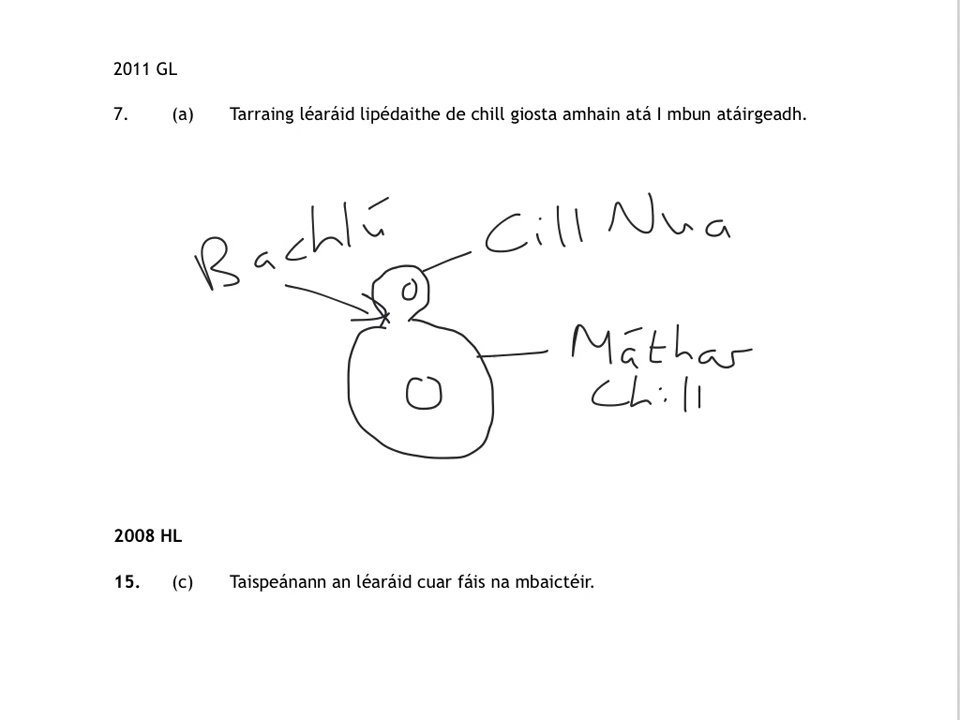 2011 GL
7. (a) Tarraing léaráid lipédaithe de chill giosta amhain atá I mbun atáirgeadh.
Bachlú
Cill Nua
Máthar
Chill
2008 HL
15. (c) Taispeánann an léaráid cuar fáis na mbaictéir.